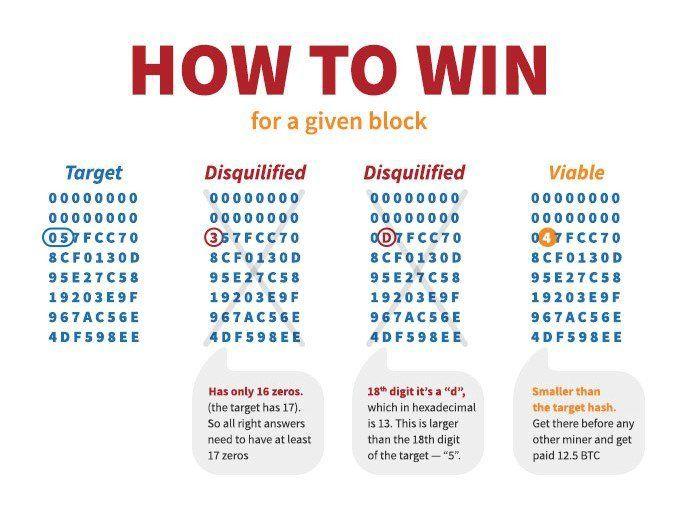 HOW TO WIN
for a given block
Target
00000000
00000000
057FCC70
8CF0130D
95E27C58
19203E9F
967AC56E
4DF598EE
Disquilified
00000000
00000000
357FCC70
8CF0130D
95E27C58
19203E9F
967AC56E
4DF598EE
Has only 16 zeros.
(the target has 17).
So all right answers
need to have at least
17 zeros
Disquilified
00000000
00000000
0D7FCC70
8CF0130D
95E27C58
19203E9F
967AC56E
4DF598EE
18th digit it's a “d”,
which in hexadecimal
is 13. This is larger
than the 18th digit
of the target — “5”.
Viable
00000000
00000000
047FCC70
8CF0130D
95E27C58
19203E9F
967AC56E
4DF598EE
Smaller than
the target hash.
Get there before any
other miner and get
paid 12.5 BTC